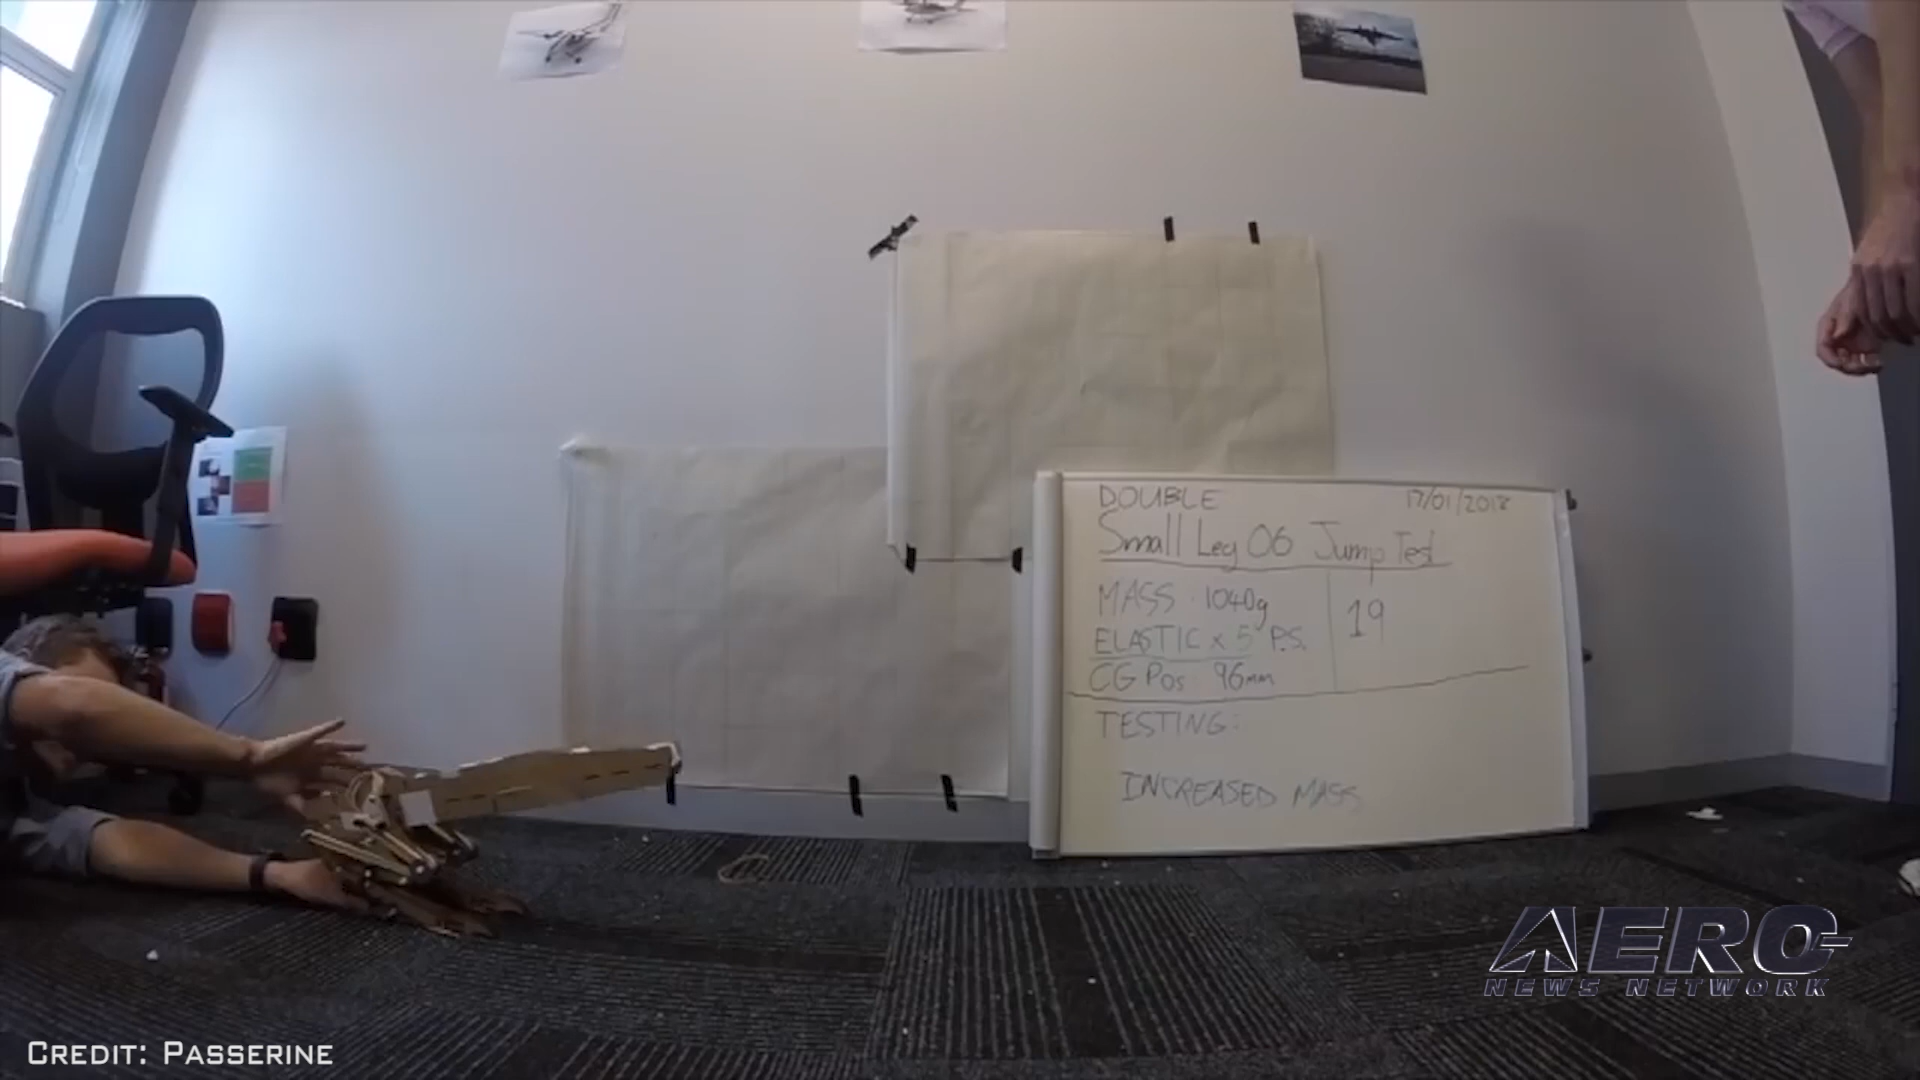 DOUBLE 17/01/2018
Small Leg 06 Jump Test
MASS: 1040g 19
ELASTIC x 5 P.S.
CG Pos: 96mm
TESTING:
INCREASED MASS
AERO
NEWS NETWORK
CREDIT: PASSERINE